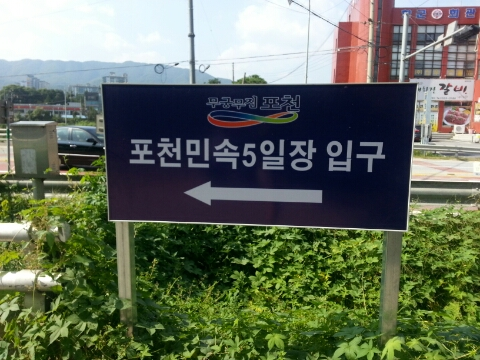 무궁무진 포천
포천민속5일장 입구
갈비